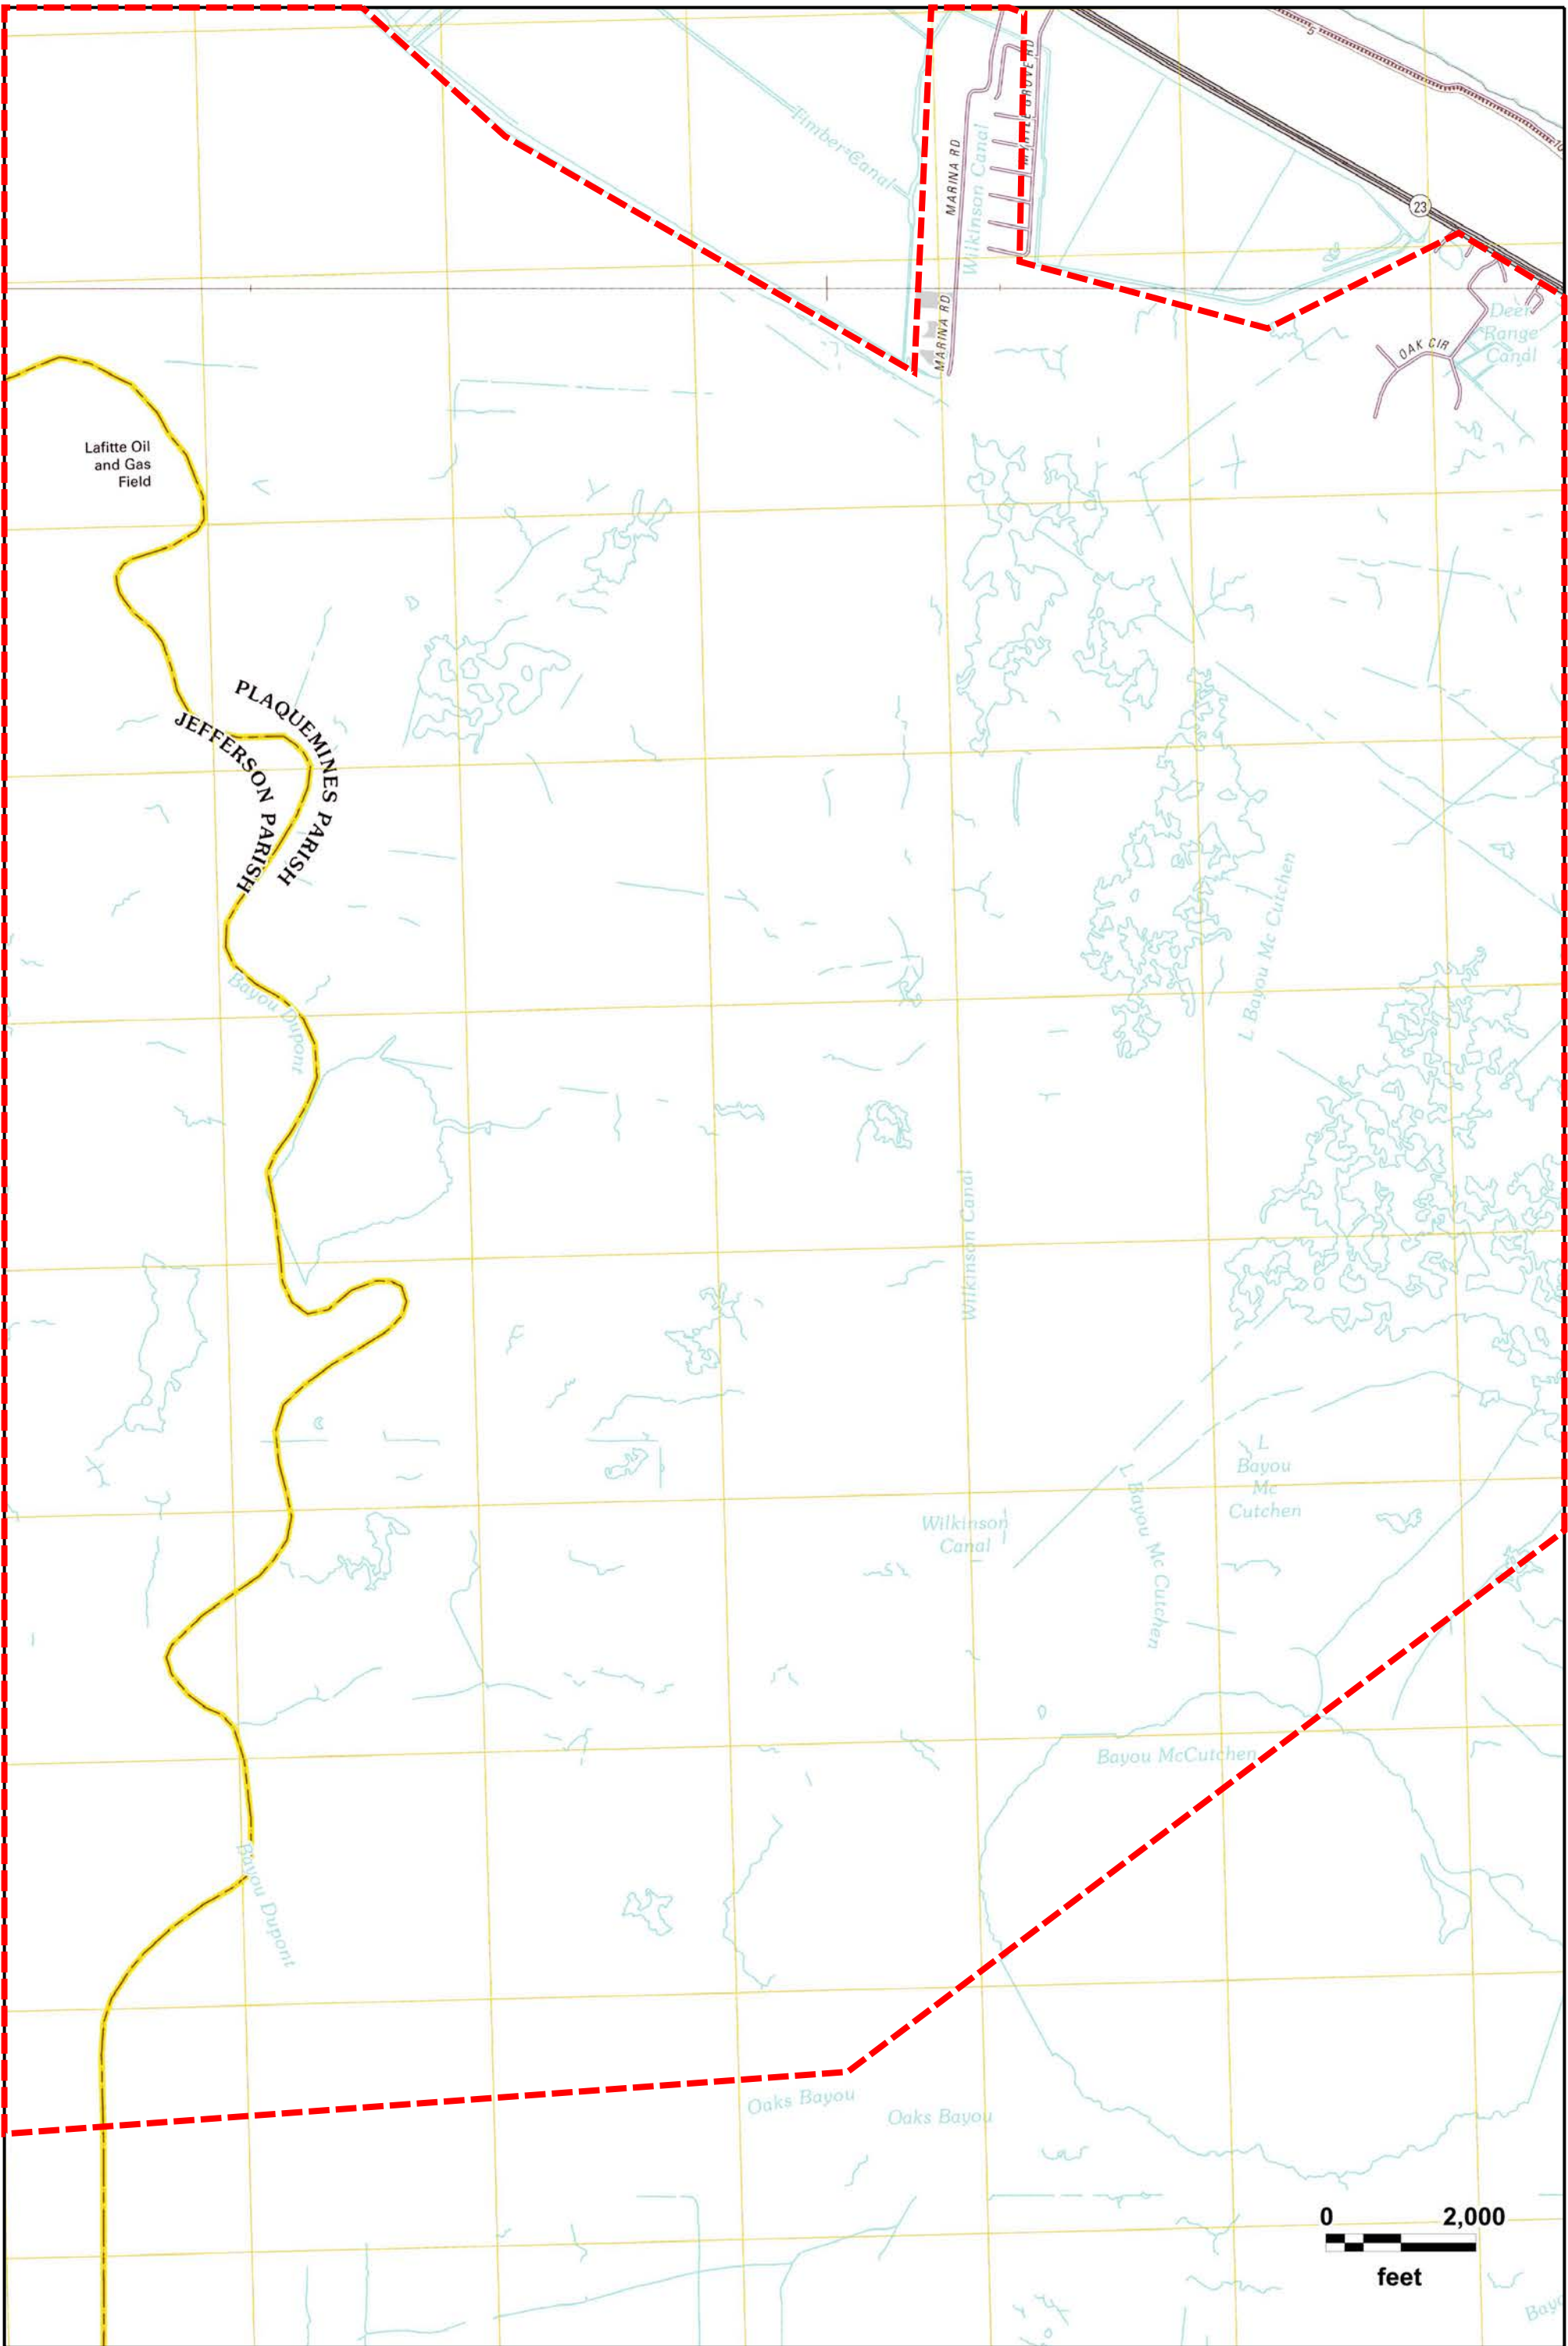 5
10
Timber Canal
MARINA RD
Wilkinson Canal
MYRTLE GROVE RD
23
MARINA RD
Deer
Range
Canal
OAK CIR
Lafitte Oil
and Gas
Field
PLAQUEMINES PARISH
JEFFERSON PARISH
L Bayou Mc Cutchen
Bayou Dupont
Wilkinson Canal
L
Bayou
Mc
Cutchen
Wilkinson
Canal
L Bayou Mc Cutchen
Bayou McCutchen
Bayou Dupont
Oaks Bayou
Oaks Bayou
0 2,000
feet